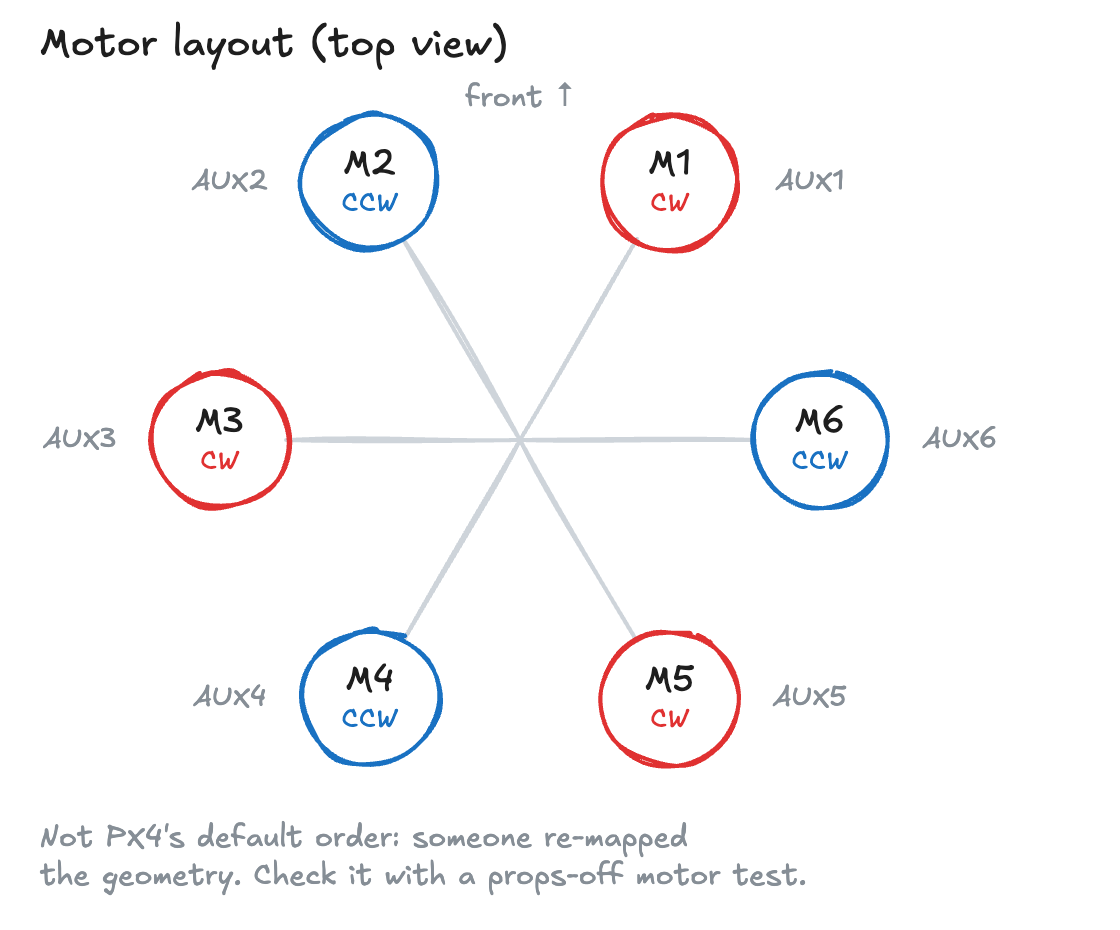 Motor layout (top view)
front ↑
M2
CCW
AUX2
M1
CW
AUX1
M3
CW
AUX3
M6
CCW
AUX6
M4
CCW
AUX4
M5
CW
AUX5
Not PX4's default order: someone re-mapped
the geometry. Check it with a props-off motor test.